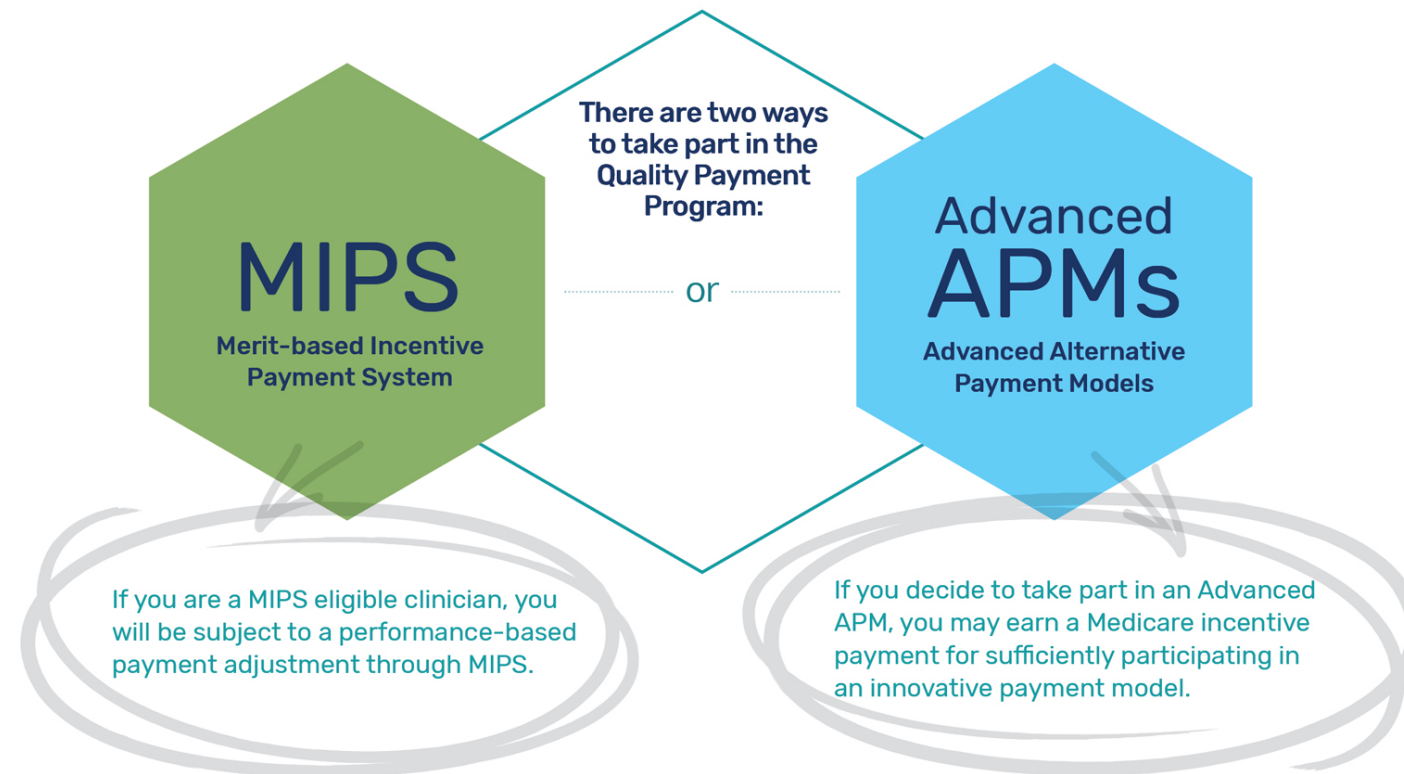 There are two ways
to take part in the
Quality Payment
Program:
MIPS
Merit-based Incentive
Payment System
or
Advanced
APMs
Advanced Alternative
Payment Models
If you are a MIPS eligible clinician, you
will be subject to a performance-based
payment adjustment through MIPS.
If you decide to take part in an Advanced
APM, you may earn a Medicare incentive
payment for sufficiently participating in
an innovative payment model.